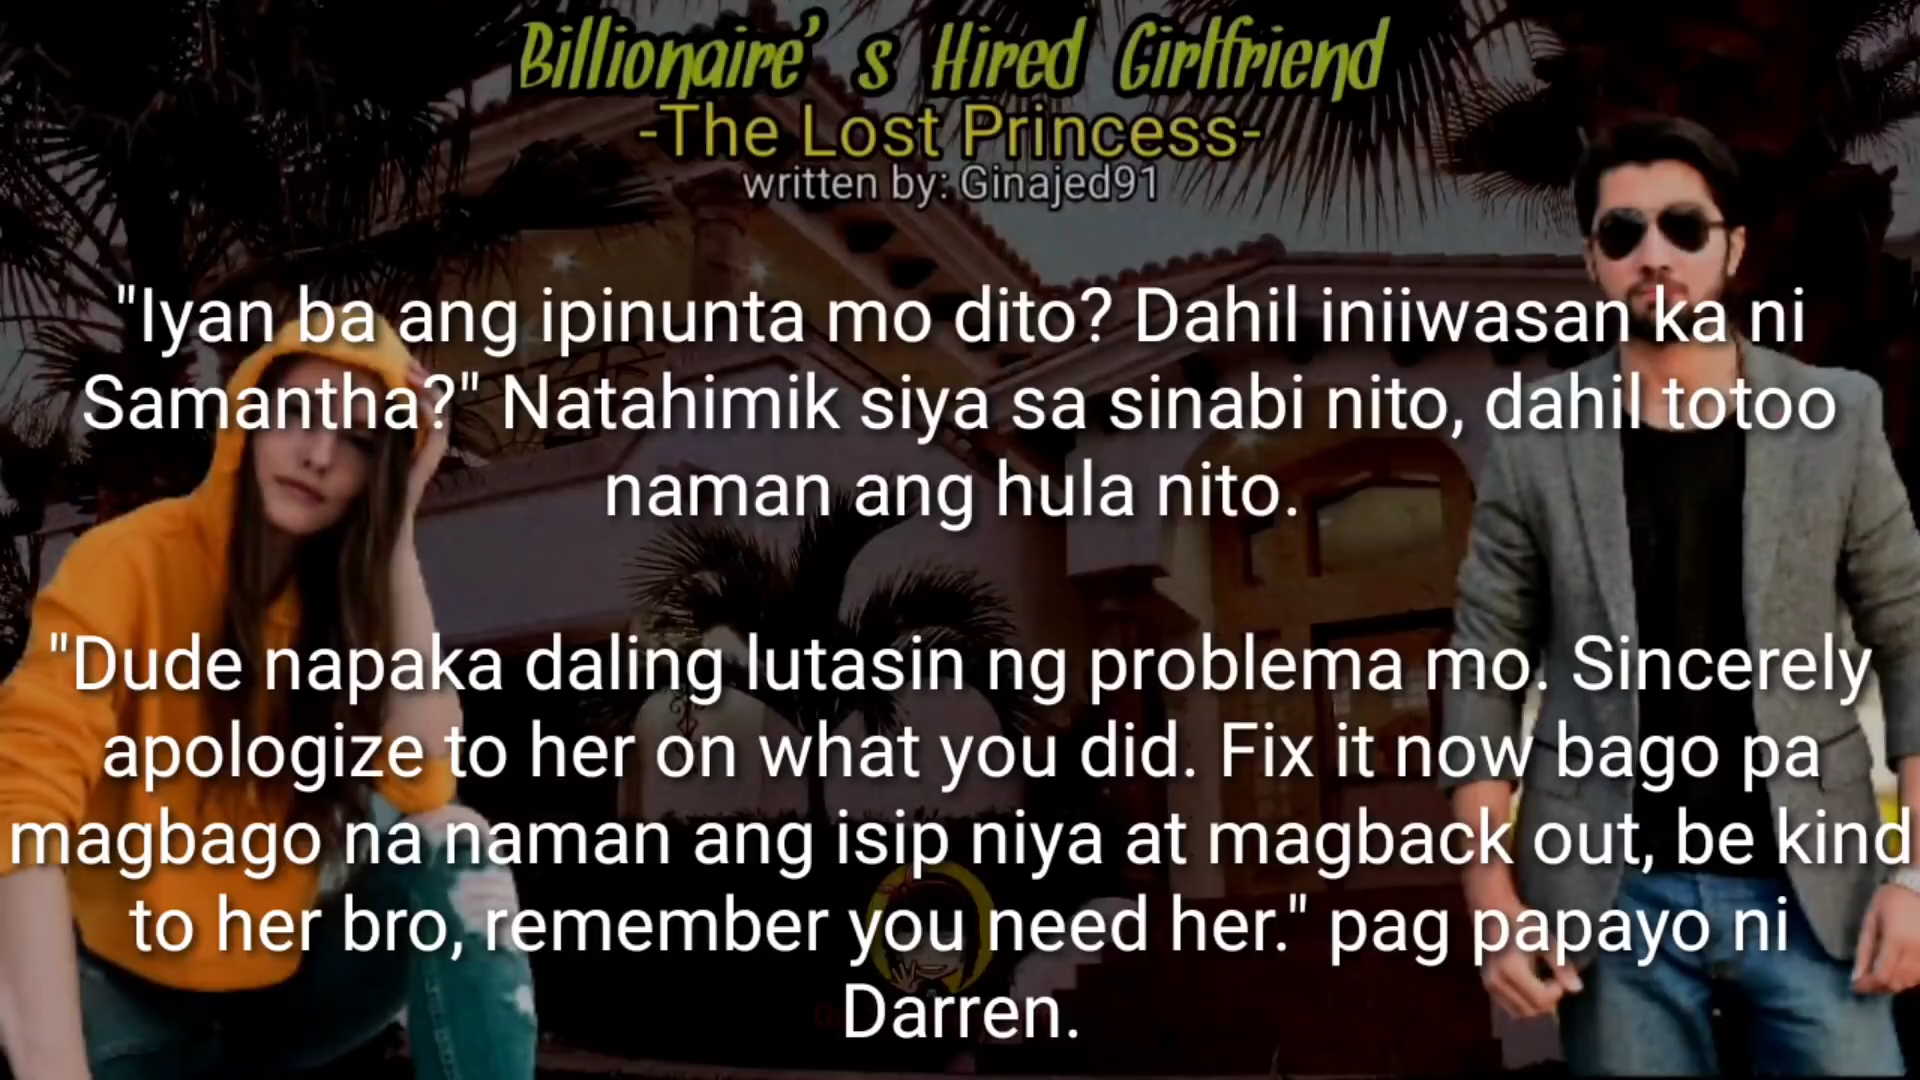 Billionaire's Hired Girlfriend
-The Lost Princess-
written by: Ginajed91
"Iyan ba ang ipinunta mo dito? Dahil iniiwasan ka ni
Samantha?" Natahimik siya sa sinabi nito, dahil totoo
naman ang hula nito.
"Dude napaka daling lutasin ng problema mo. Sincerely
apologize to her on what you did. Fix it now bago pa
magbago na naman ang isip niya at magback out, be kind
to her bro, remember you need her." pag papayo ni
Darren.